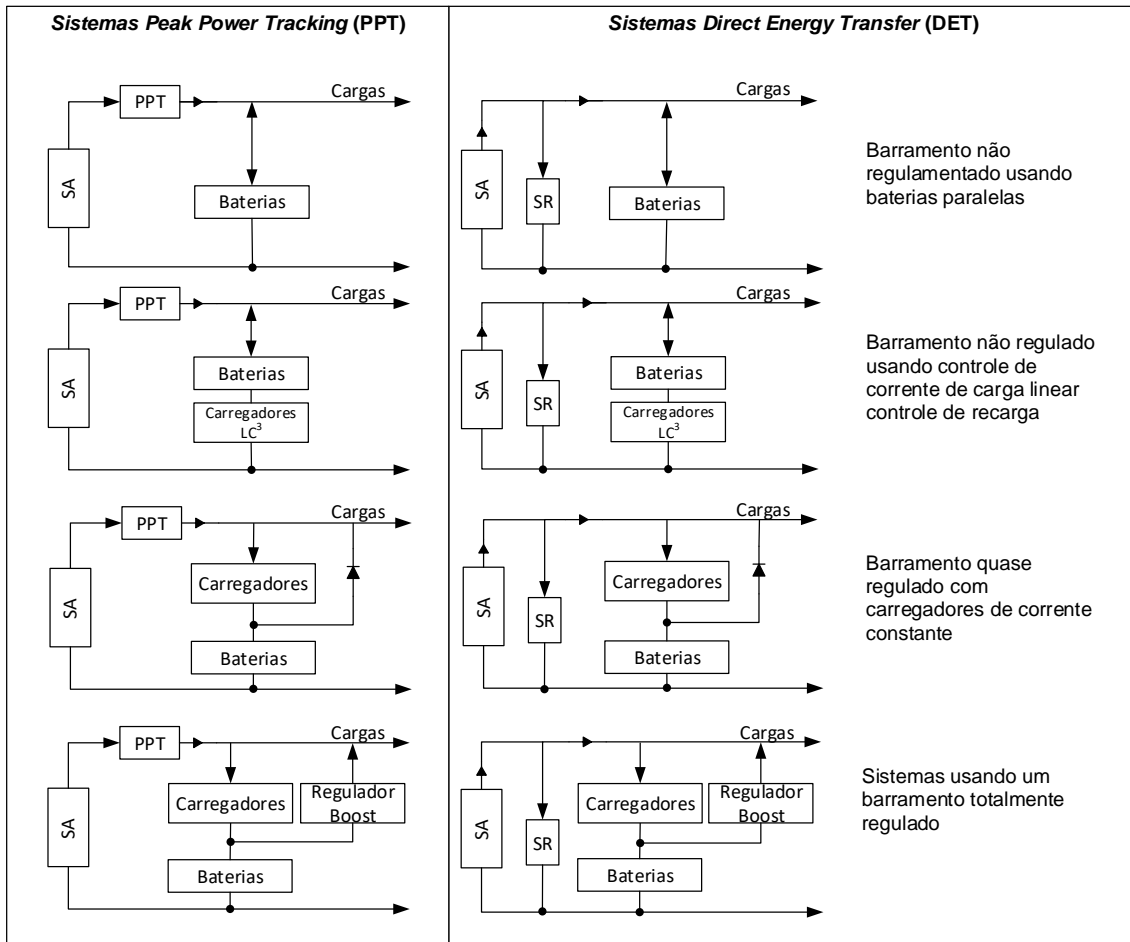 Sistemas Peak Power Tracking (PPT)
Sistemas Direct Energy Transfer (DET)
PPT
Cargas
SA
Baterias
Cargas
SA
SR
Baterias
Barramento não
regulamentado usando
baterias paralelas
PPT
Cargas
SA
Baterias
Carregadores
LC³
Cargas
SA
SR
Baterias
Carregadores
LC³
Barramento não regulado
usando controle de
corrente de carga linear
controle de recarga
PPT
Cargas
SA
Carregadores
Baterias
Cargas
SA
SR
Carregadores
Baterias
Barramento quase
regulado com
carregadores de corrente
constante
PPT
Cargas
SA
Carregadores
Regulador
Boost
Baterias
Cargas
SA
SR
Carregadores
Regulador
Boost
Baterias
Sistemas usando um
barramento totalmente
regulado